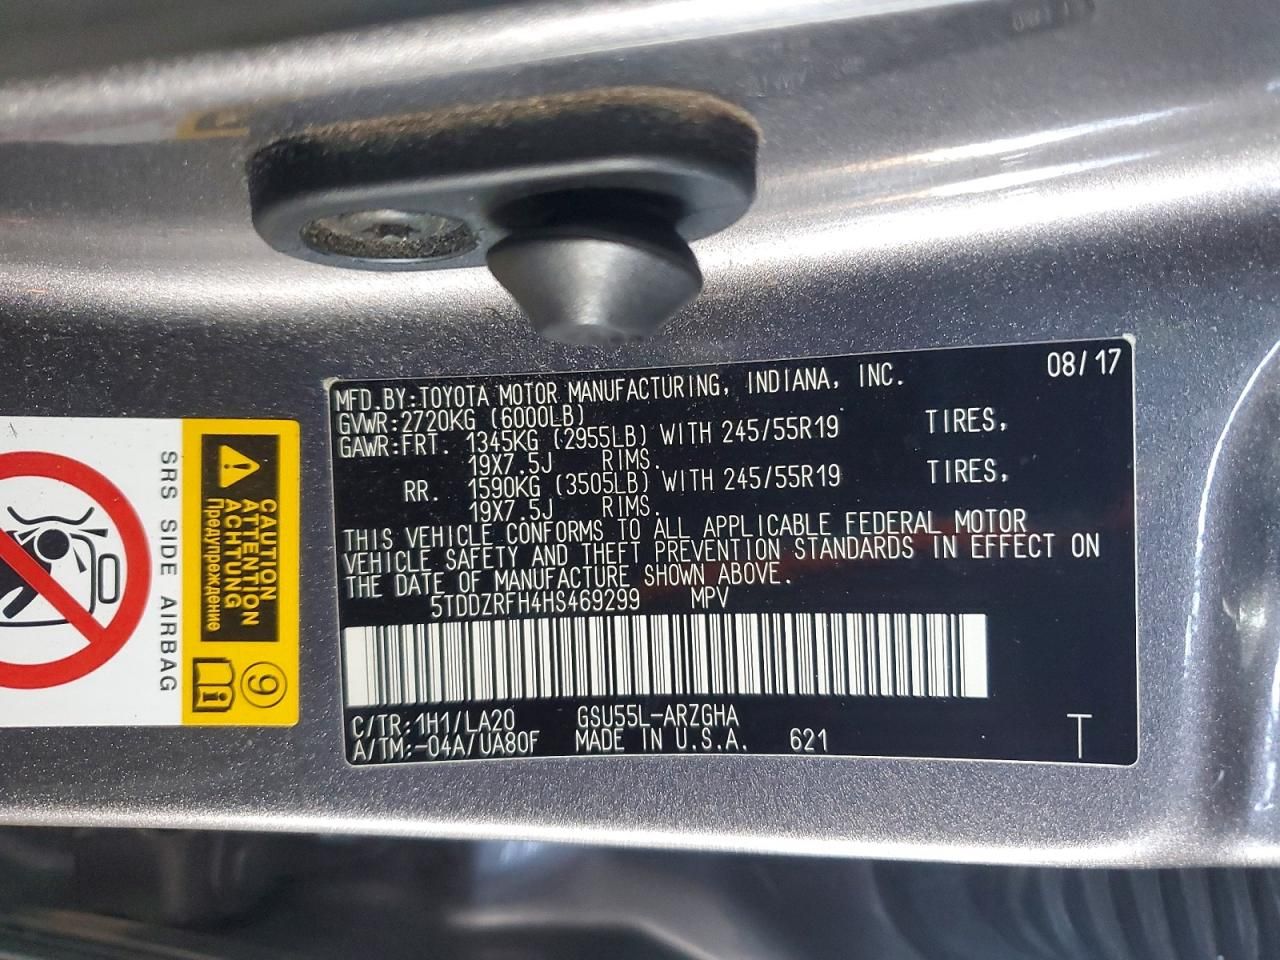 08/17
MFD.BY:TOYOTA MOTOR MANUFACTURING, INDIANA, INC.
GVWR:2720KG (6000LB)
GAWR:FRT. 1345KG (2955LB) WITH 245/55R19 TIRES,
19X7.5J RIMS.
RR. 1590KG (3505LB) WITH 245/55R19 TIRES,
19X7.5J RIMS.
THIS VEHICLE CONFORMS TO ALL APPLICABLE FEDERAL MOTOR
VEHICLE SAFETY AND THEFT PREVENTION STANDARDS IN EFFECT ON
THE DATE OF MANUFACTURE SHOWN ABOVE.
5TDDZRFH4HS469299 MPV
C/TR:1H1/LA20 GSU55L-ARZGHA
A/TM:-04A/UA80F MADE IN U.S.A. 621
T
CAUTION
ATTENTION
ACHTUNG
Предупреждение
SRS SIDE AIRBAG
9